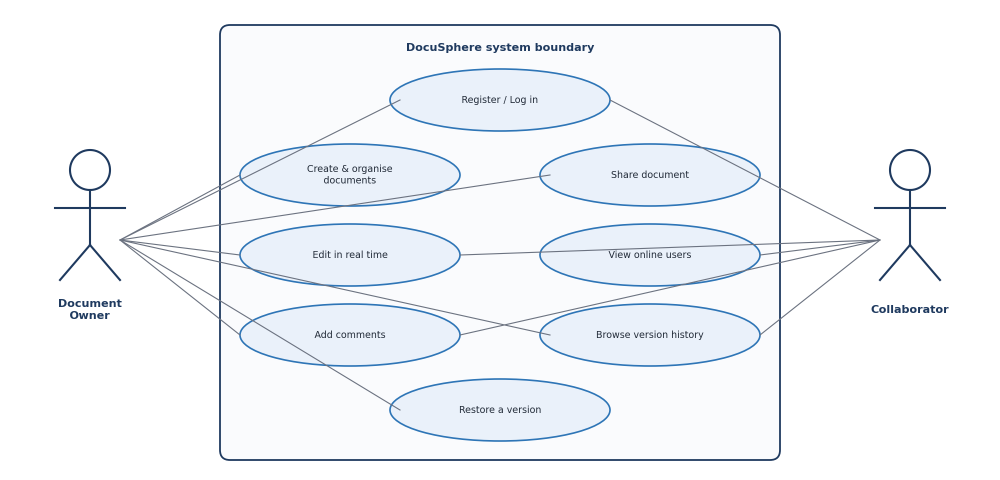 DocuSphere system boundary
Register / Log in
Create & organise
documents
Share document
Edit in real time
View online users
Document
Owner
Collaborator
Add comments
Browse version history
Restore a version